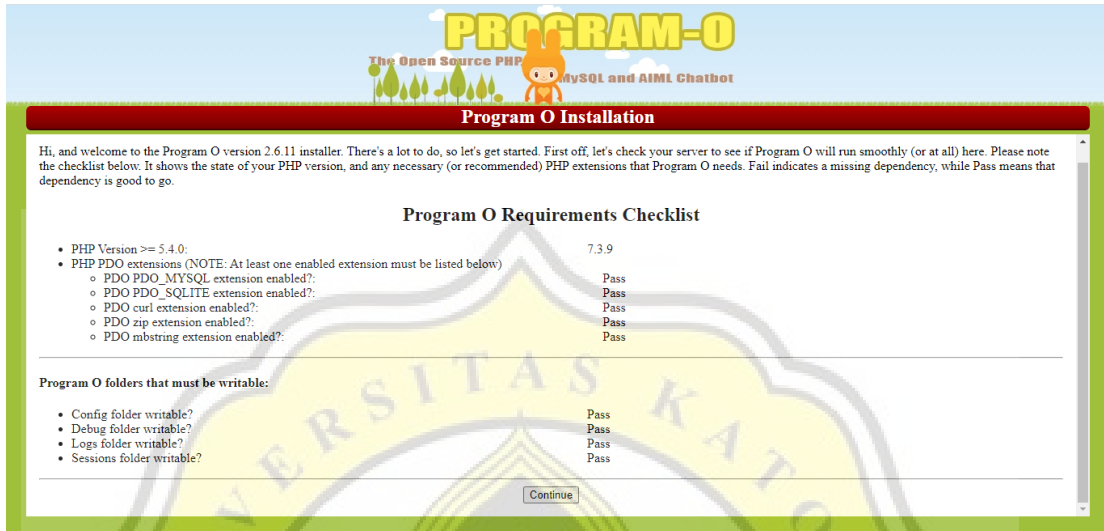 PROGRAM-O
The Open Source PHP
MySQL and AIML Chatbot
Program O Installation
Hi, and welcome to the Program O version 2.6.11 installer. There's a lot to do, so let's get started. First off, let's check your server to see if Program O will run smoothly (or at all) here. Please note
the checklist below. It shows the state of your PHP version, and any necessary (or recommended) PHP extensions that Program O needs. Fail indicates a missing dependency, while Pass means that
dependency is good to go.
Program O Requirements Checklist
• PHP Version >= 5.4.0: 7.3.9
• PHP PDO extensions (NOTE: At least one enabled extension must be listed below)
◦ PDO PDO_MYSQL extension enabled?: Pass
◦ PDO PDO_SQLITE extension enabled?: Pass
◦ PDO curl extension enabled?: Pass
◦ PDO zip extension enabled?: Pass
◦ PDO mbstring extension enabled?: Pass
Program O folders that must be writable:
• Config folder writable? Pass
• Debug folder writable? Pass
• Logs folder writable? Pass
• Sessions folder writable? Pass
Continue